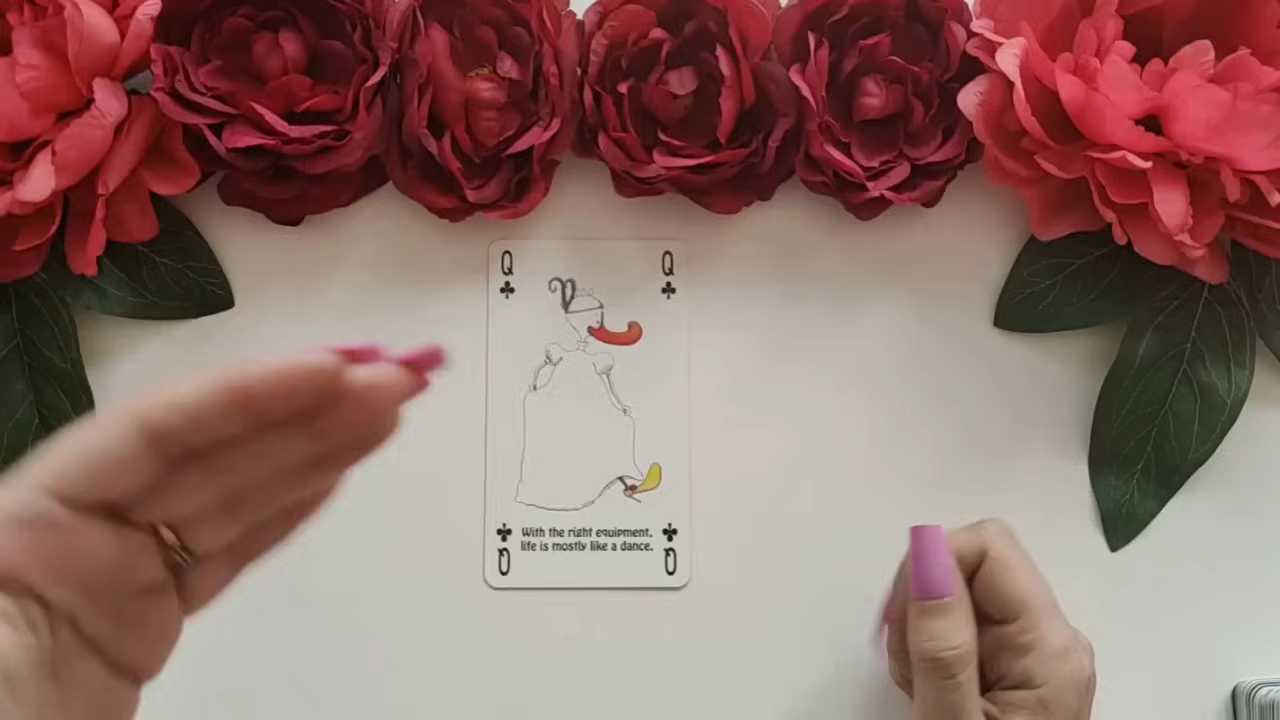 Q Q
With the right equipment,
life is mostly like a dance.
Q Q